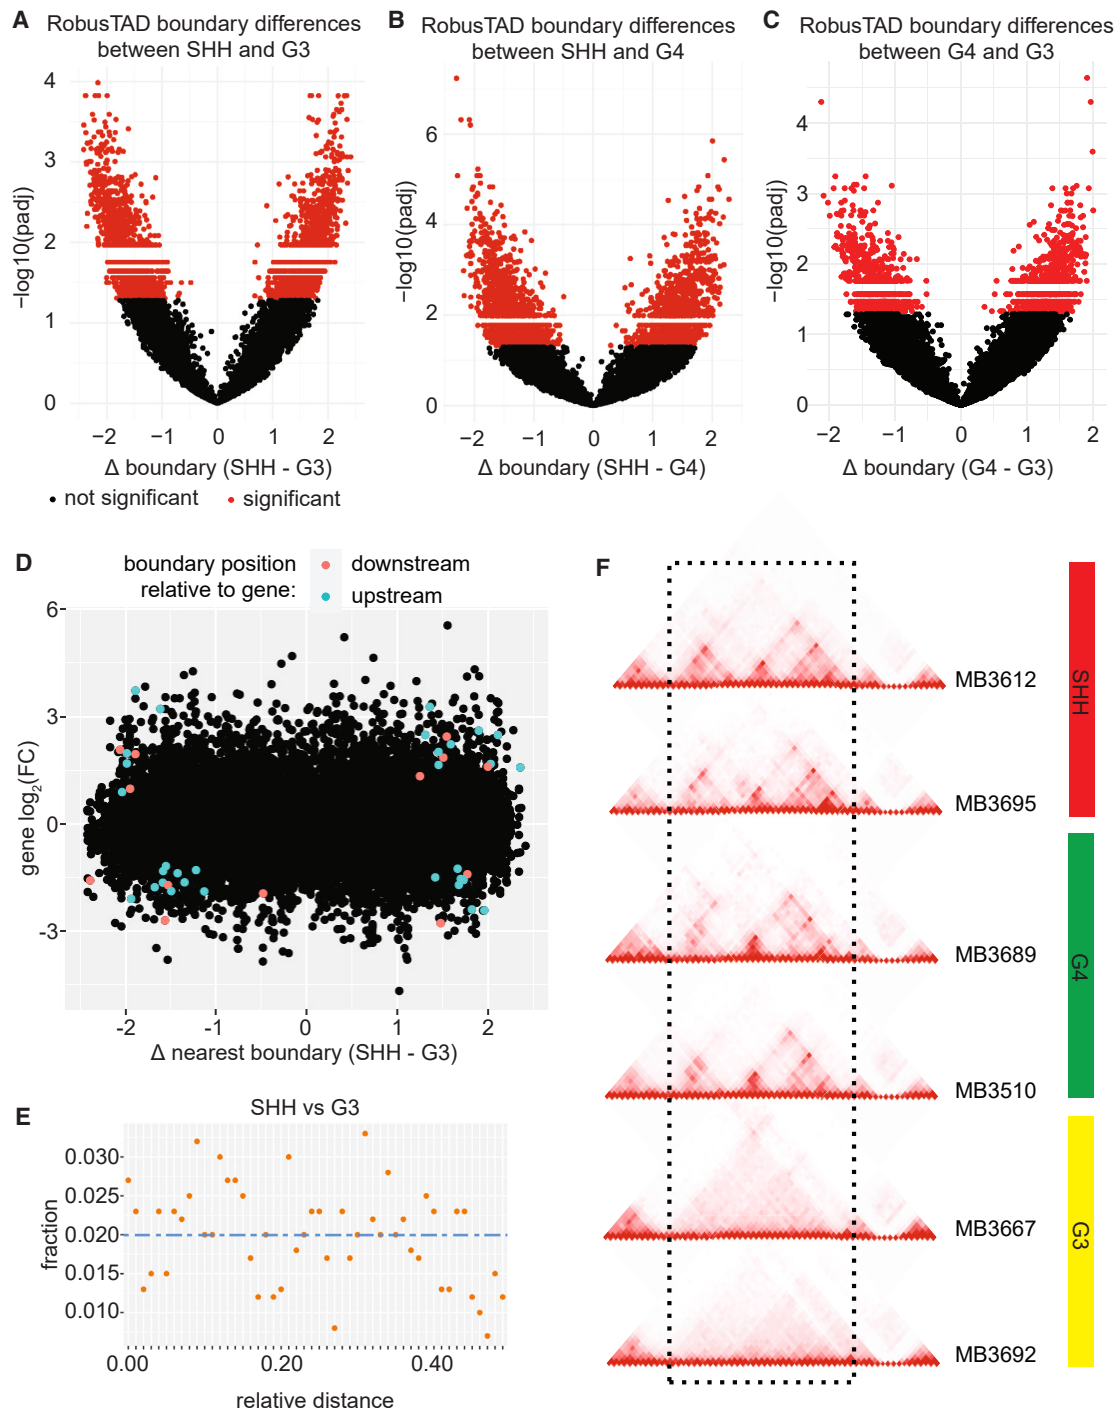 A
RobusTAD boundary differences
between SHH and G3
4
3
2
1
0
−log10(padj)
−2
−1
0
1
2
Δ boundary (SHH - G3)
not significant
significant
B
RobusTAD boundary differences
between SHH and G4
6
4
2
0
−log10(padj)
−2
−1
0
1
2
Δ boundary (SHH - G4)
C
RobusTAD boundary differences
between G4 and G3
4
3
2
1
0
−log10(padj)
−2
−1
0
1
2
Δ boundary (G4 - G3)
D
boundary position
relative to gene:
downstream
upstream
6
3
0
-3
gene log2(FC)
-2
-1
0
1
2
Δ nearest boundary (SHH - G3)
E
SHH vs G3
0.030
0.025
0.020
0.015
0.010
fraction
0.00
0.20
0.40
relative distance
F
MB3612
MB3695
MB3689
MB3510
MB3667
MB3692
SHH
G4
G3